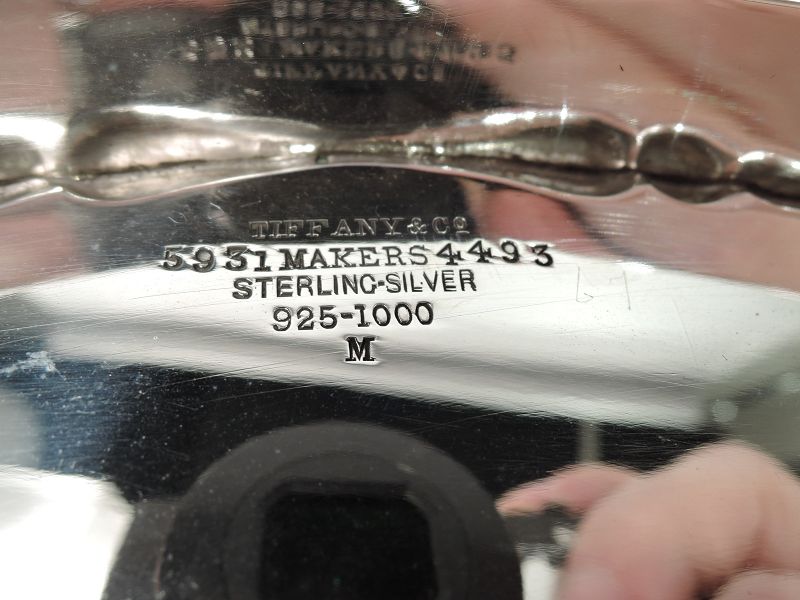 TIFFANY & Co
5931 MAKERS 4493
STERLING-SILVER
925-1000
M